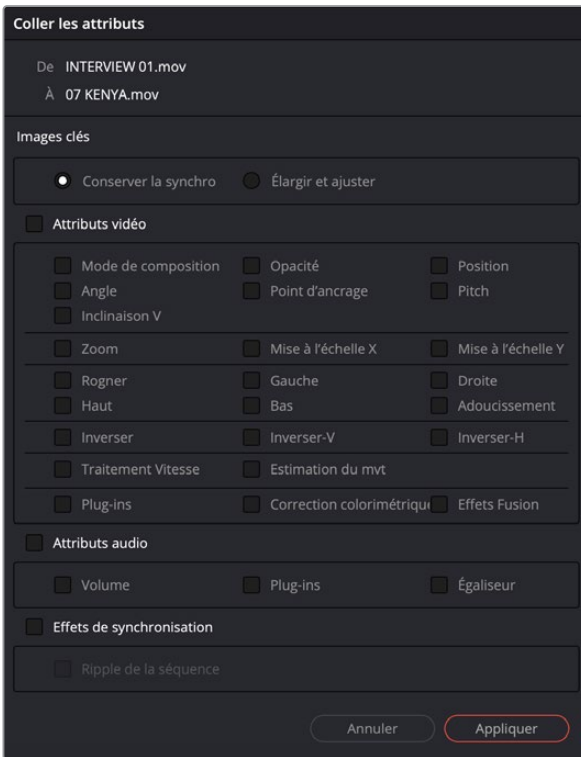 Coller les attributs
De INTERVIEW 01.mov
À 07 KENYA.mov
Images clés
Conserver la synchro Élargir et ajuster
Attributs vidéo
Mode de composition Opacité Position
Angle Point d'ancrage Pitch
Inclinaison V
Zoom Mise à l'échelle X Mise à l'échelle Y
Rogner Gauche Droite
Haut Bas Adoucissement
Inverser Inverser-V Inverser-H
Traitement Vitesse Estimation du mvt
Plug-ins Correction colorimétrique Effets Fusion
Attributs audio
Volume Plug-ins Égaliseur
Effets de synchronisation
Ripple de la séquence
Annuler Appliquer